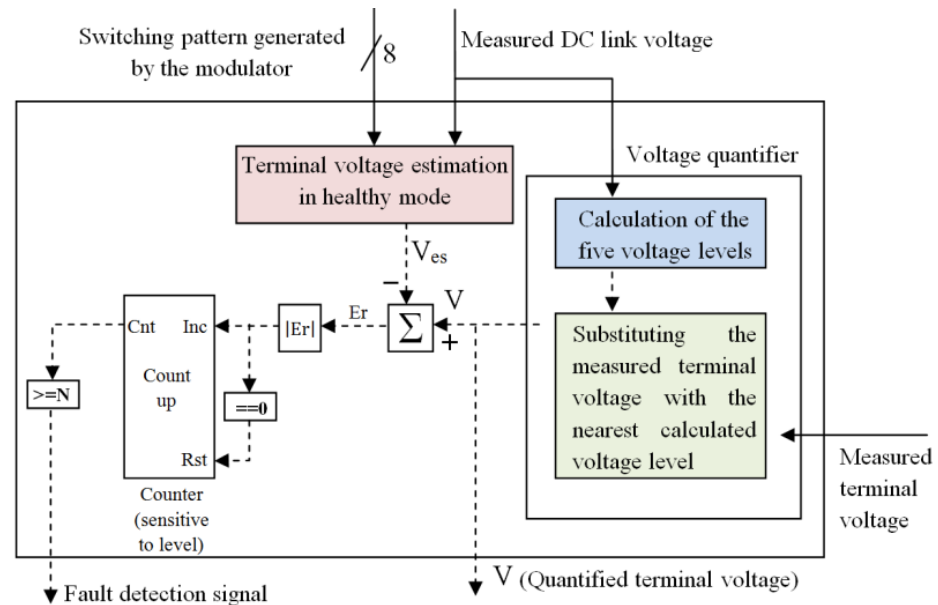 Switching pattern generated
by the modulator
8
Measured DC link voltage
Terminal voltage estimation
in healthy mode
Voltage quantifier
Calculation of the
five voltage levels
Ves
−
V
+
Σ
Er
|Er|
Cnt Inc
Count
up
Rst
==0
>=N
Counter
(sensitive
to level)
Substituting the
measured terminal
voltage with the
nearest calculated
voltage level
Measured
terminal
voltage
Fault detection signal
V (Quantified terminal voltage)